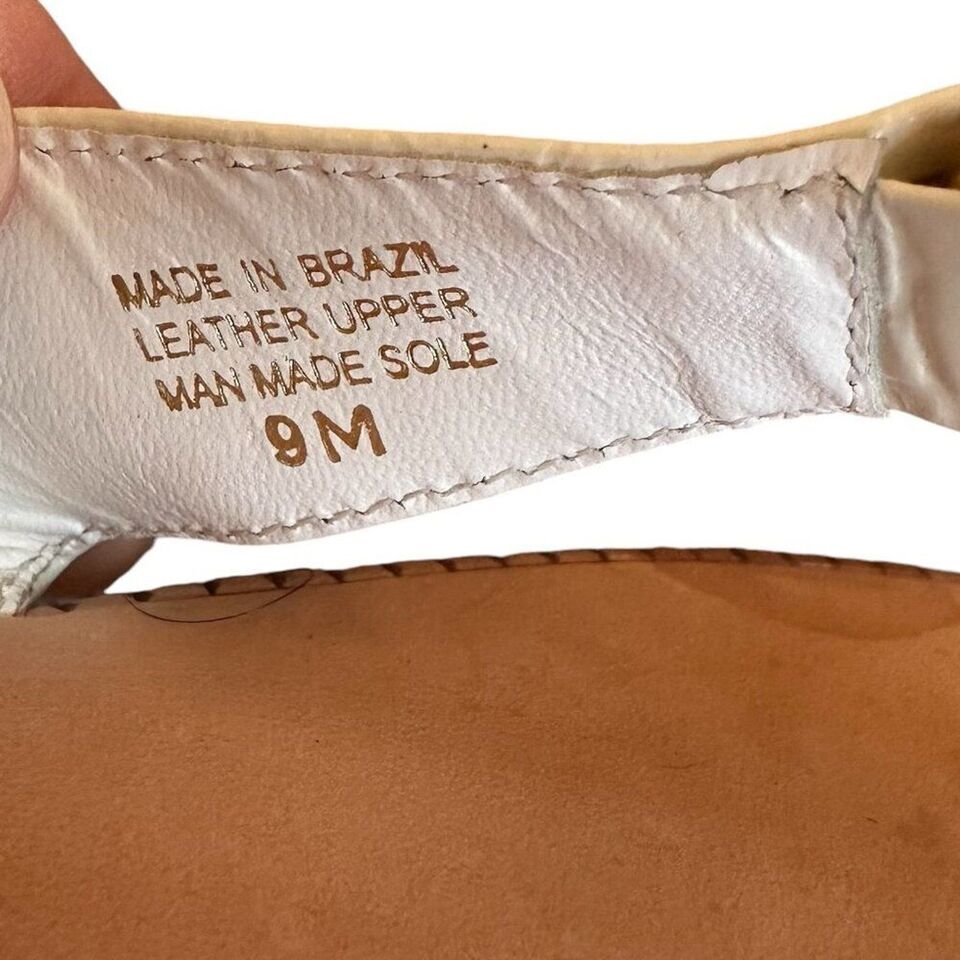 MADE IN BRAZIL
LEATHER UPPER
MAN MADE SOLE
9M